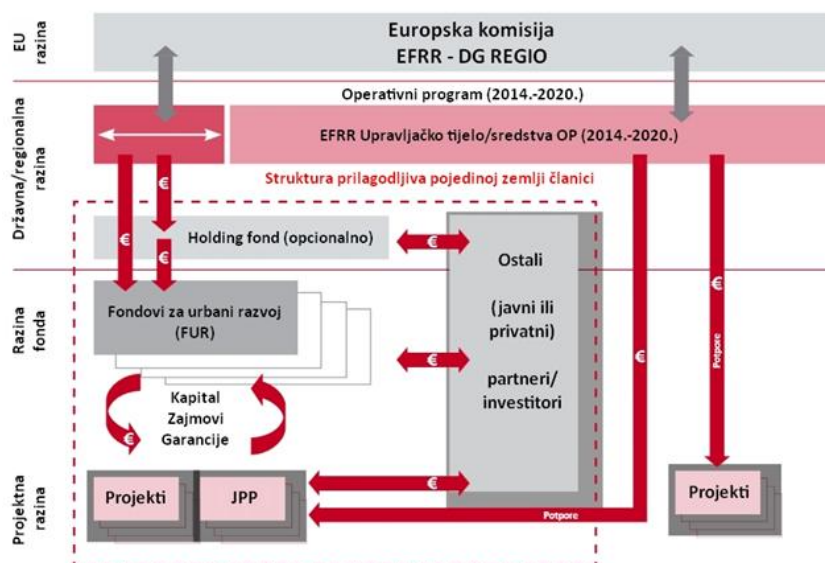 EU
razina
Europska komisija
EFRR - DG REGIO
Državna/regionalna
razina
Operativni program (2014.-2020.)
EFRR Upravljačko tijelo/sredstva OP (2014.-2020.)
Struktura prilagodljiva pojedinoj zemlji članici
€
€
€
€
€
Holding fond (opcionalno)
€
Ostali
(javni ili
privatni)
partneri/
investitori
Razina
fonda
Fondovi za urbani razvoj
(FUR)
€
Potpore
Kapital
Zajmovi
Garancije
€
Projektna
razina
Projekti
JPP
€
Potpore
Projekti